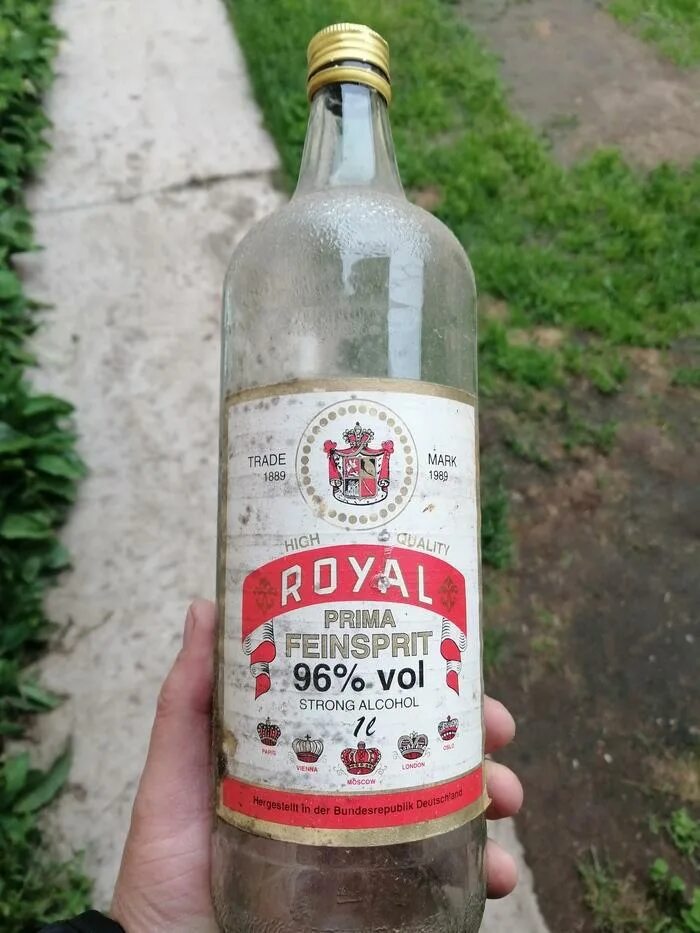 TRADE MARK
1889 1989
HIGH QUALITY
ROYAL
PRIMA
FEINSPRIT
96% vol
STRONG ALCOHOL
1ℓ
PARIS
VIENNA
MOSCOW
LONDON
OSLO
Hergestellt in der Bundesrepublik Deutschland